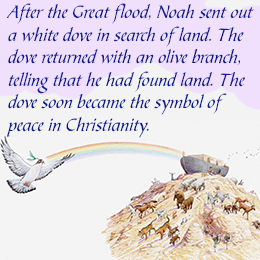 After the Great flood, Noah sent out
a white dove in search of land. The
dove returned with an olive branch,
telling that he had found land. The
dove soon became the symbol of
peace in Christianity.